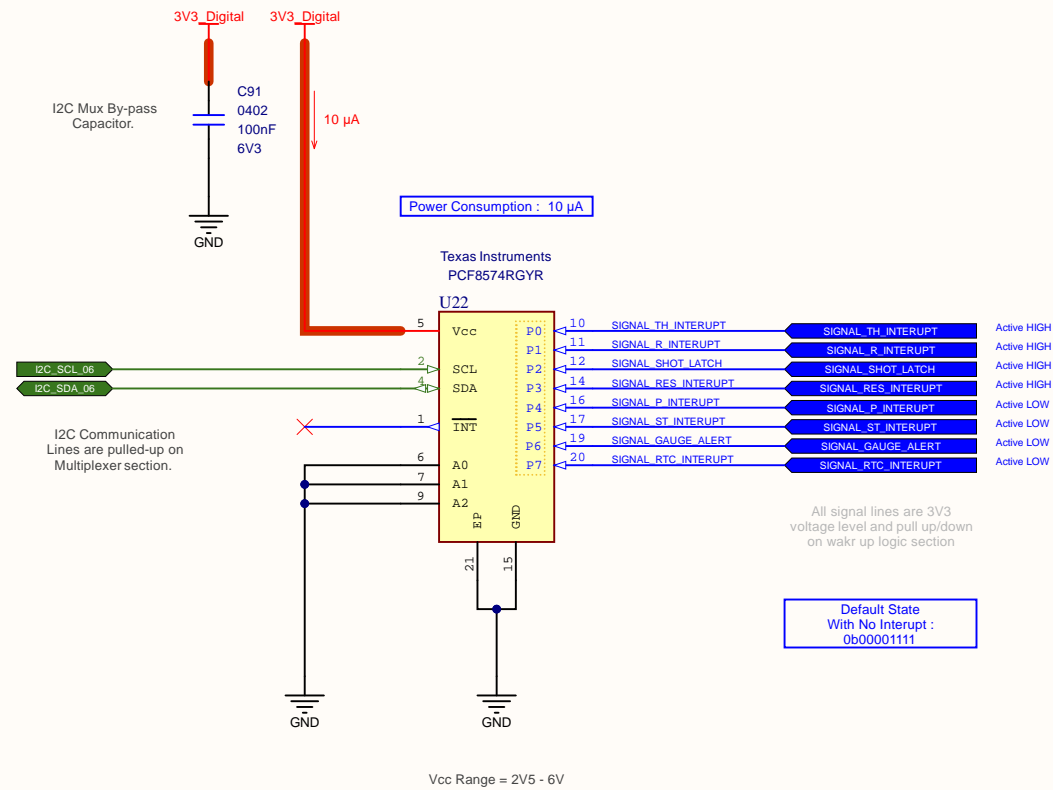 3V3_Digital
3V3_Digital
I2C Mux By-pass
Capacitor.
C91
0402
100nF
6V3
10 µA
GND
Power Consumption : 10 µA
Texas Instruments
PCF8574RGYR
U22
5 Vcc
2 SCL
4 SDA
1 INT
6 A0
7 A1
9 A2
EP
GND
21
15
P0 10 SIGNAL_TH_INTERUPT SIGNAL_TH_INTERUPT Active HIGH
P1 11 SIGNAL_R_INTERUPT SIGNAL_R_INTERUPT Active HIGH
P2 12 SIGNAL_SHOT_LATCH SIGNAL_SHOT_LATCH Active HIGH
P3 14 SIGNAL_RES_INTERUPT SIGNAL_RES_INTERUPT Active HIGH
P4 16 SIGNAL_P_INTERUPT SIGNAL_P_INTERUPT Active LOW
P5 17 SIGNAL_ST_INTERUPT SIGNAL_ST_INTERUPT Active LOW
P6 19 SIGNAL_GAUGE_ALERT SIGNAL_GAUGE_ALERT Active LOW
P7 20 SIGNAL_RTC_INTERUPT SIGNAL_RTC_INTERUPT Active LOW
I2C_SCL_06
I2C_SDA_06
I2C Communication
Lines are pulled-up on
Multiplexer section.
All signal lines are 3V3
voltage level and pull up/down
on wakr up logic section
Default State
With No Interupt :
0b00001111
GND
GND
Vcc Range = 2V5 - 6V